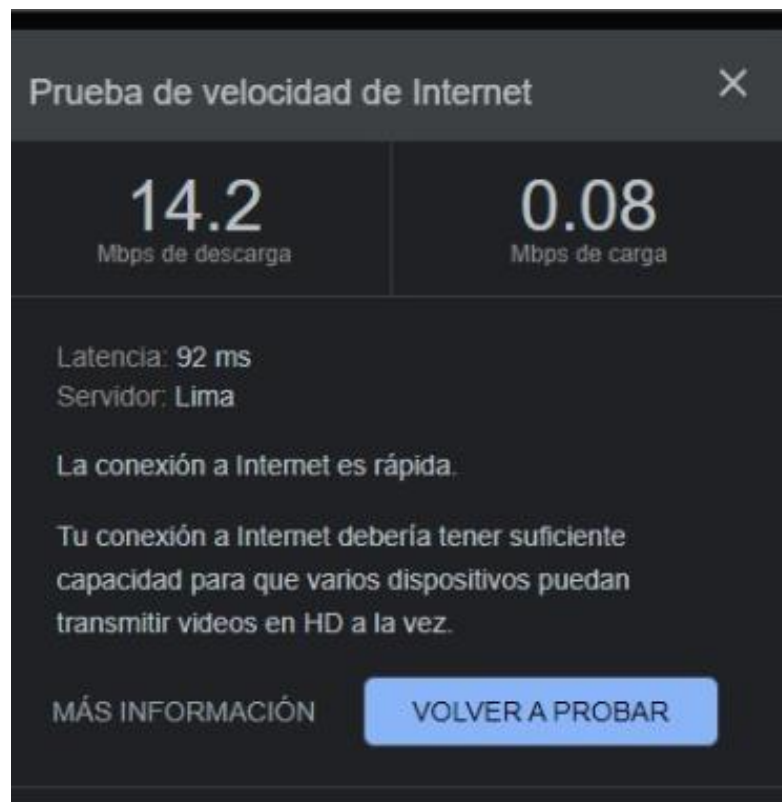 Prueba de velocidad de Internet
14.2
Mbps de descarga
0.08
Mbps de carga
Latencia: 92 ms
Servidor: Lima
La conexión a Internet es rápida.
Tu conexión a Internet debería tener suficiente
capacidad para que varios dispositivos puedan
transmitir videos en HD a la vez.
MÁS INFORMACIÓN
VOLVER A PROBAR